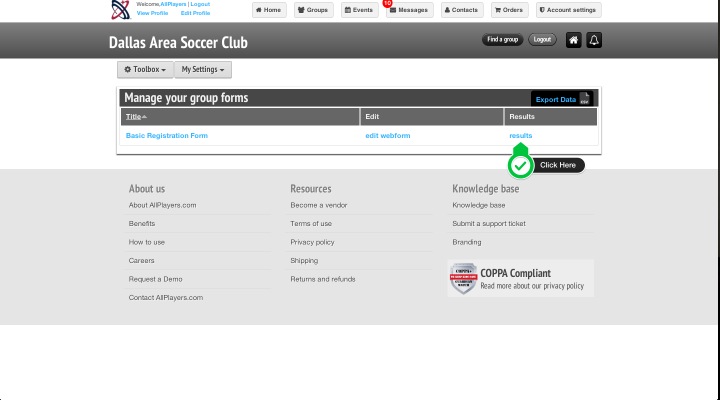 Welcome,AllPlayers | Logout
View Profile Edit Profile
Home Groups Events 10 Messages Contacts Orders Account settings
Dallas Area Soccer Club
Find a group Logout
Toolbox My Settings
Manage your group forms
Export Data
Title Edit Results
Basic Registration Form edit webform results
Click Here
About us Resources Knowledge base
About AllPlayers.com Become a vendor Knowledge base
Benefits Terms of use Submit a support ticket
How to use Privacy policy Branding
Careers Shipping
Request a Demo Returns and refunds
Contact AllPlayers.com
COPPA Compliant
Read more about our privacy policy